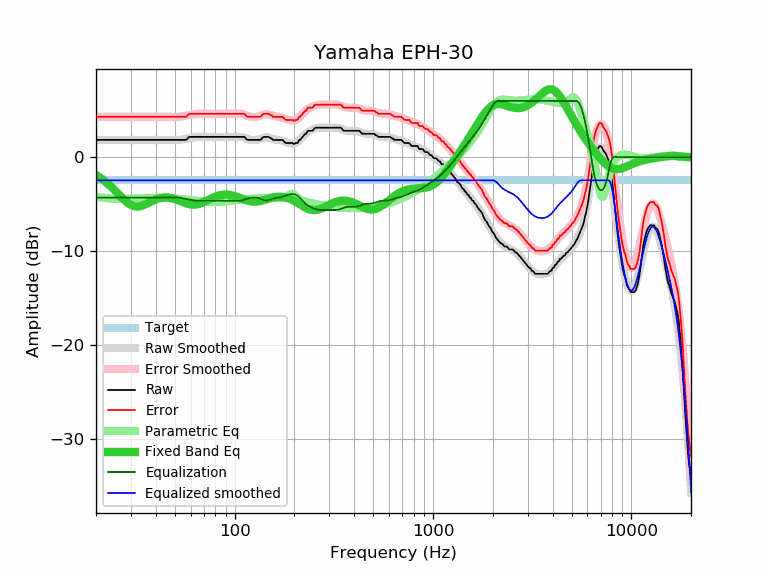 Yamaha EPH-30
Amplitude (dBr)
0
−10
−20
−30
Target
Raw Smoothed
Error Smoothed
Raw
Error
Parametric Eq
Fixed Band Eq
Equalization
Equalized smoothed
100 1000 10000
Frequency (Hz)